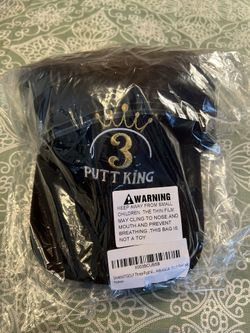 3
PUTT KING
WARNING
KEEP AWAY FROM SMALL
CHILDREN. THE THIN FILM
MAY CLING TO NOSE AND
MOUTH AND PREVENT
BREATHING. THIS BAG IS
NOT A TOY